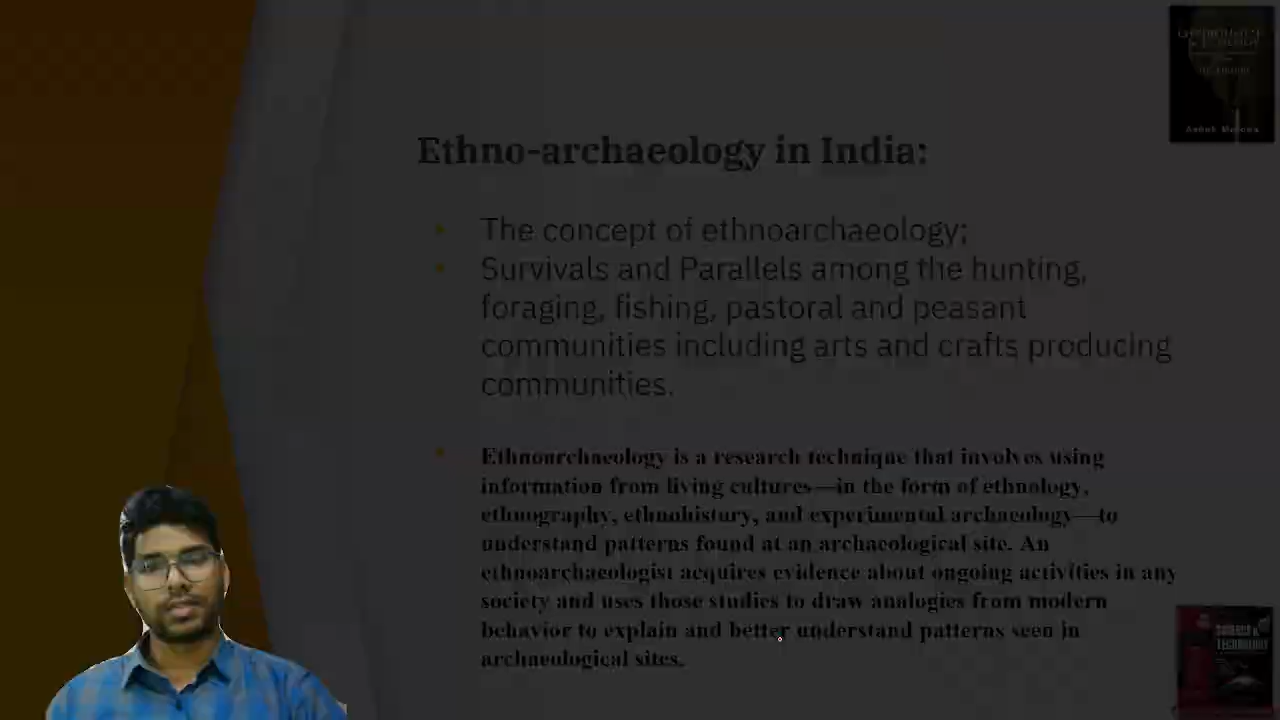 Ethno-archaeology in India:
The concept of ethnoarchaeology;
Survivals and Parallels among the hunting,
foraging, fishing, pastoral and peasant
communities including arts and crafts producing
communities.
Ethnoarchaeology is a research technique that involves using
information from living cultures—in the form of ethnology,
ethnography, ethnohistory, and experimental archaeology—to
understand patterns found at an archaeological site. An
ethnoarchaeologist acquires evidence about ongoing activities in any
society and uses those studies to draw analogies from modern
behavior to explain and better understand patterns seen in
archaeological sites.
SCIENCE &
TECHNOLOGY